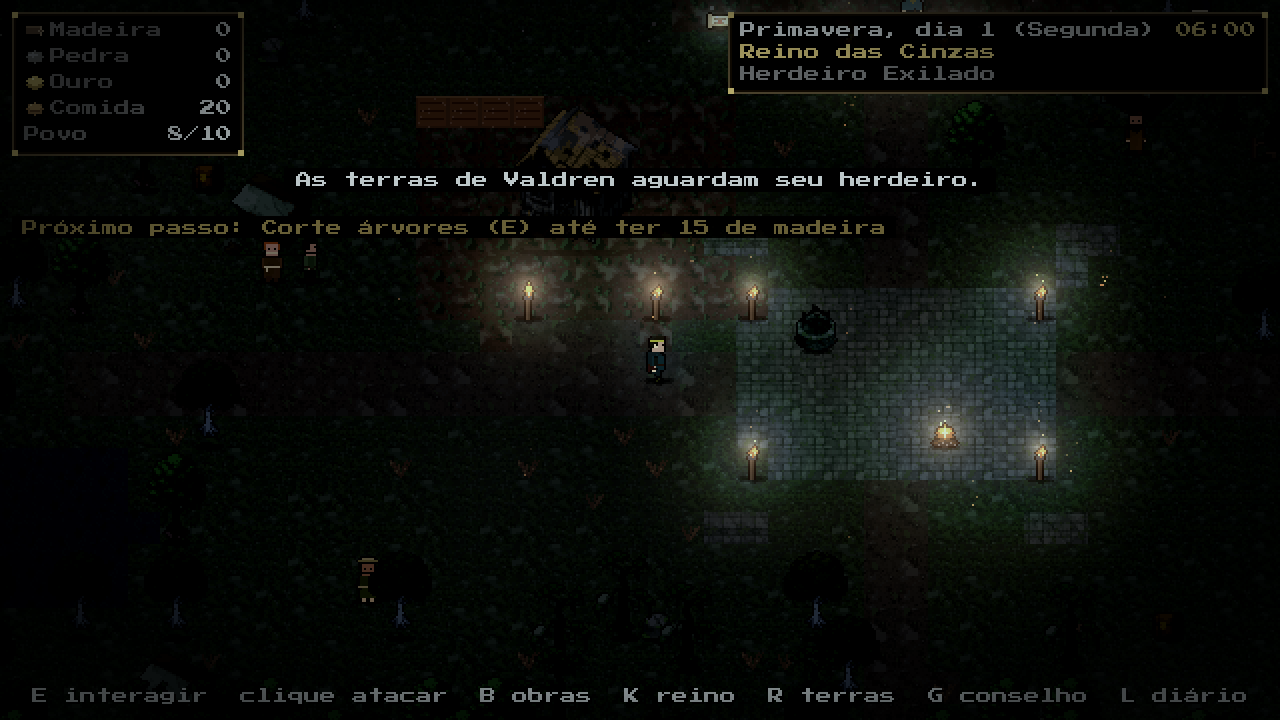 Madeira 0
Pedra 0
Ouro 0
Comida 20
Povo 8/10
Primavera, dia 1 (Segunda) 06:00
Reino das Cinzas
Herdeiro Exilado
As terras de Valdren aguardam seu herdeiro.
Próximo passo: Corte árvores (E) até ter 15 de madeira
E interagir clique atacar B obras K reino R terras G conselho L diário